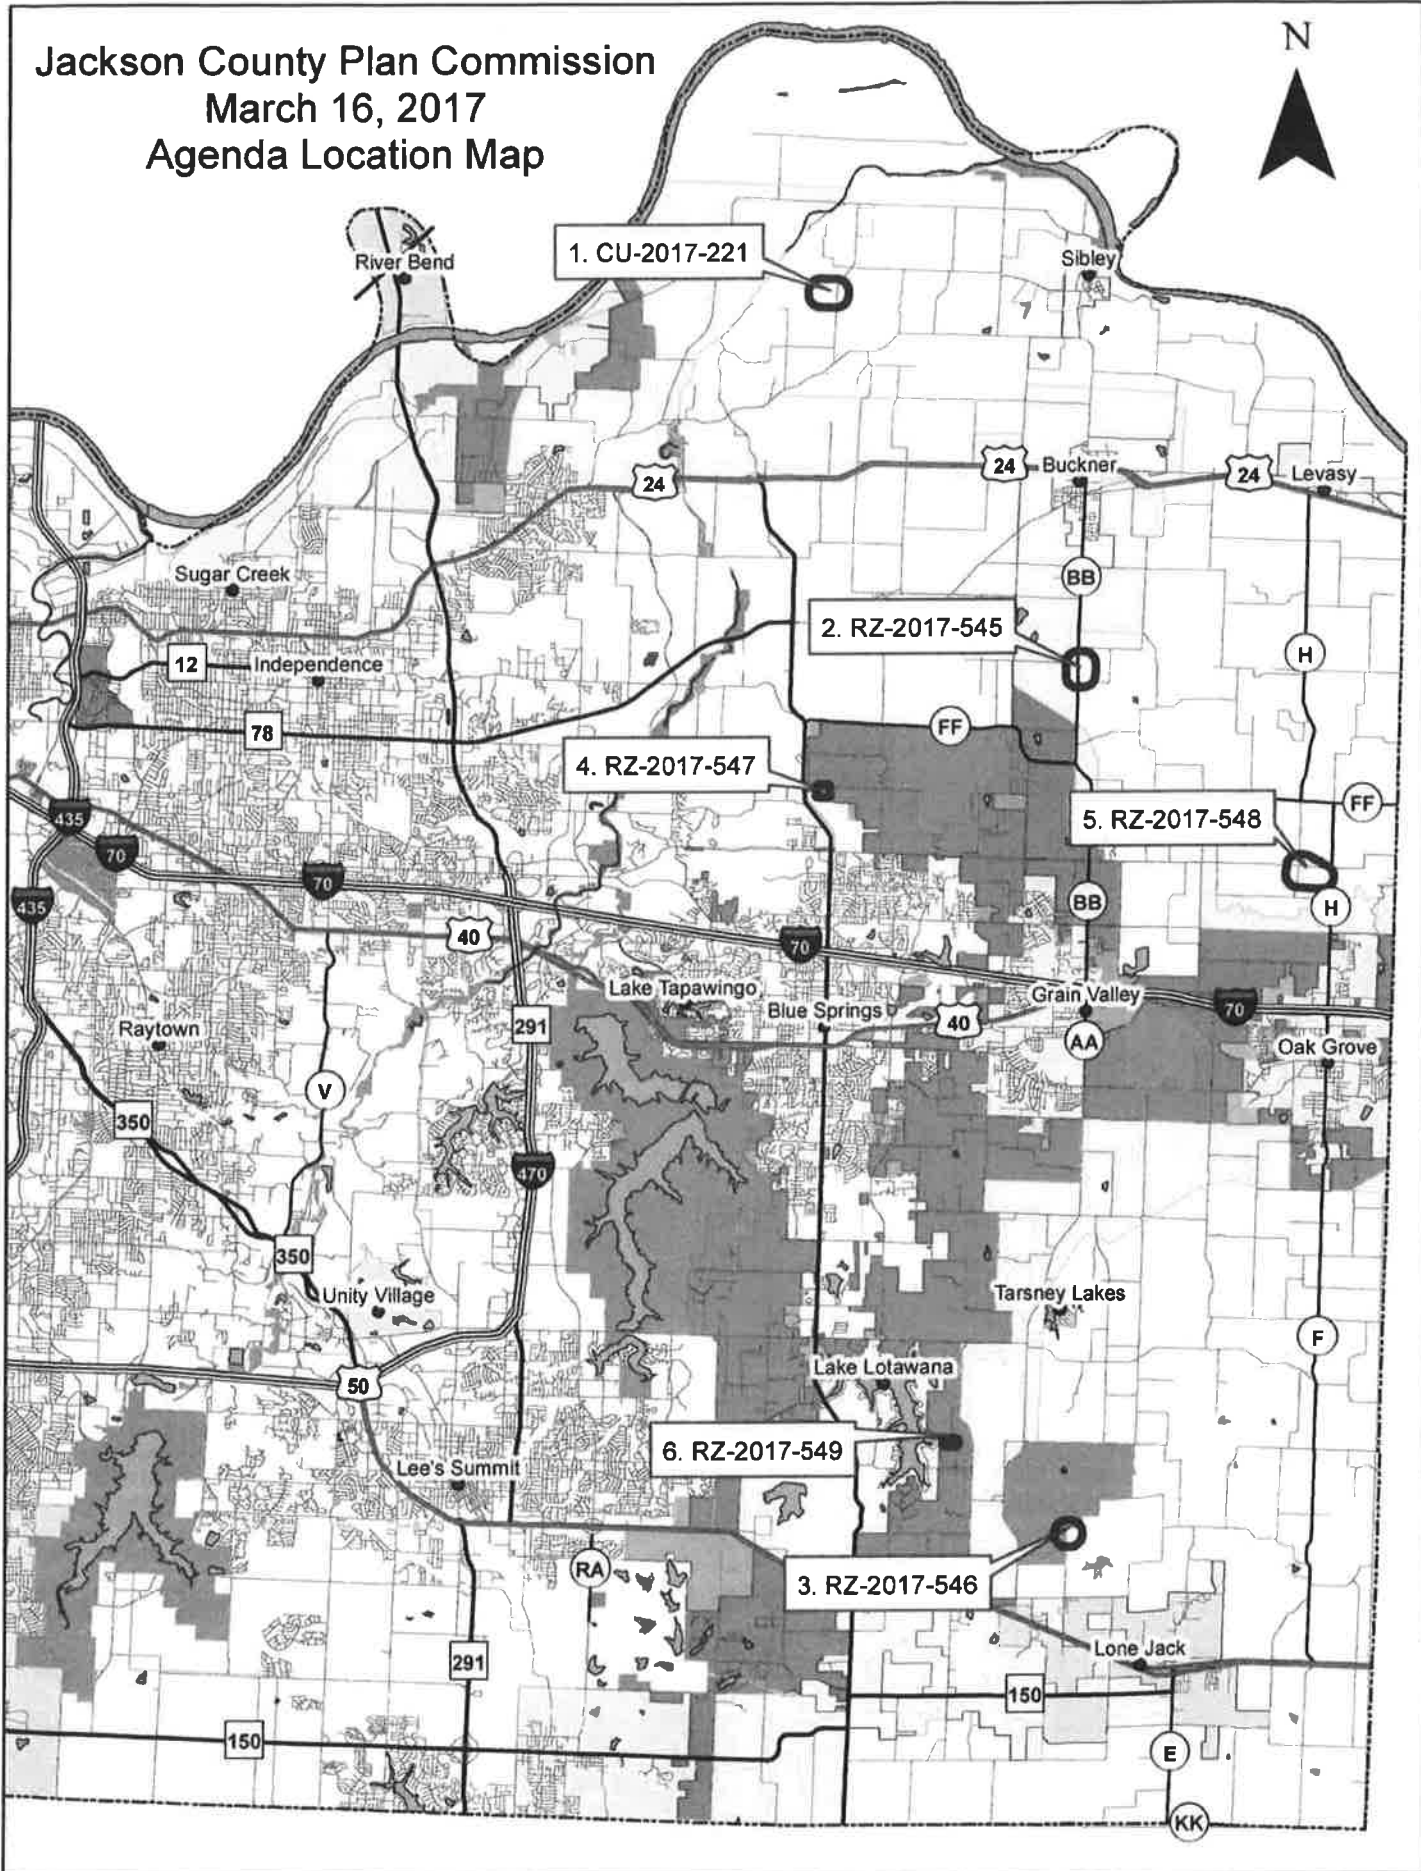 Jackson County Plan Commission
March 16, 2017
Agenda Location Map
N
River Bend
1. CU-2017-221
Sibley
24
24
Buckner
24
Levasy
Sugar Creek
BB
2. RZ-2017-545
12
Independence
H
78
FF
4. RZ-2017-547
FF
435
5. RZ-2017-548
70
70
435
BB
H
40
70
Lake Tapawingo
Grain Valley
Blue Springs
70
291
40
Raytown
AA
Oak Grove
V
350
470
350
Unity Village
Tarsney Lakes
F
Lake Lotawana
50
6. RZ-2017-549
Lee's Summit
RA
3. RZ-2017-546
Lone Jack
291
150
150
E
KK